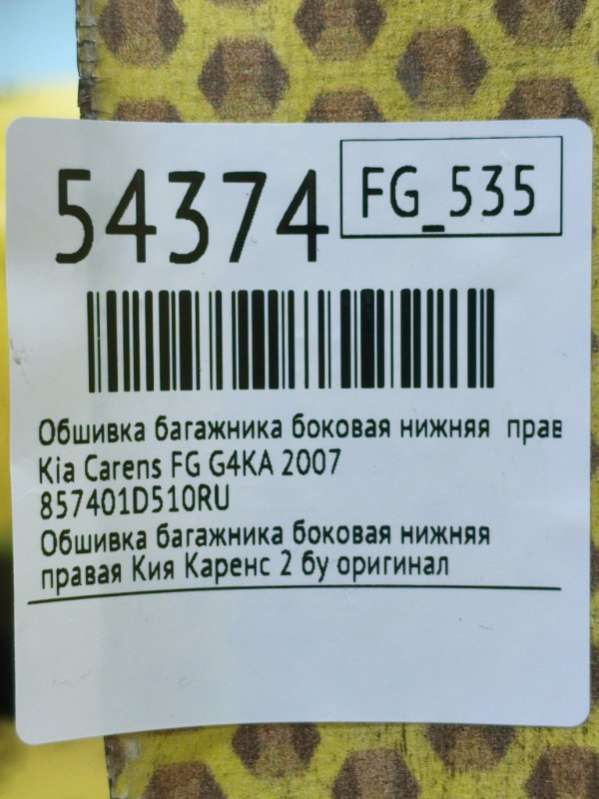 54374
FG_535
Обшивка багажника боковая нижняя прав
Kia Carens FG G4KA 2007
857401D510RU
Обшивка багажника боковая нижняя
правая Кия Каренс 2 бу оригинал